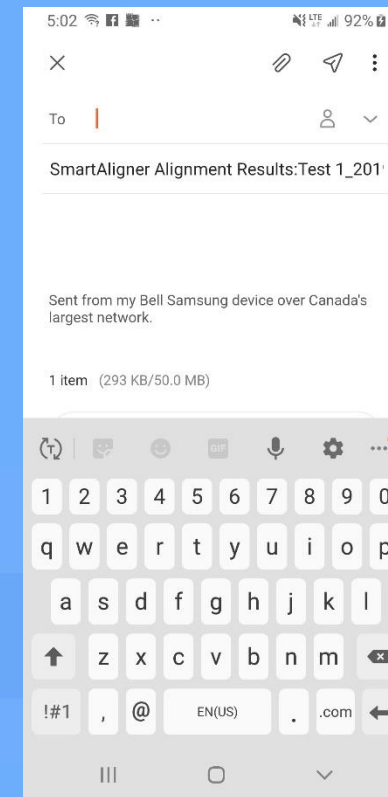 5:02 LTE 92%
To
SmartAligner Alignment Results:Test 1_201
Sent from my Bell Samsung device over Canada's
largest network.
1 item (293 KB/50.0 MB)
T GIF
1 2 3 4 5 6 7 8 9 0
q w e r t y u i o p
a s d f g h j k l
z x c v b n m
!#1 , @ EN(US) . .com